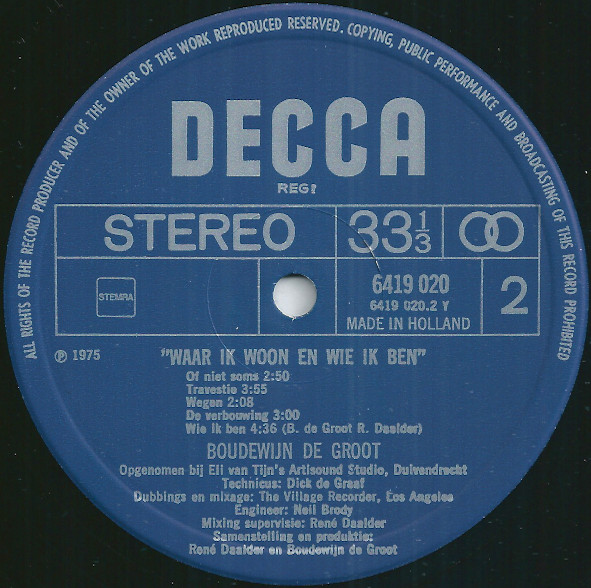 ALL RIGHTS OF THE RECORD PRODUCER AND OF THE OWNER OF THE WORK REPRODUCED RESERVED. COPYING, PUBLIC PERFORMANCE AND BROADCASTING OF THIS RECORD PROHIBITED
DECCA
REG?
STEREO 33 1/3
STEMRA
6419 020
6419 020.2 Y
MADE IN HOLLAND
2
℗ 1975
"WAAR IK WOON EN WIE IK BEN"
Of niet soms 2:50
Travestie 3:55
Wegen 2:08
De verbouwing 3:00
Wie ik ben 4:36 (B. de Groot R. Daalder)
BOUDEWIJN DE GROOT
Opgenomen bij Eli van Tijn's Artisound Studio, Duivendrecht
Technicus: Dick de Graaf
Dubbings en mixage: The Village Recorder, Los Angeles
Engineer: Neil Brody
Mixing supervisie: René Daalder
Samenstelling en produktie:
René Daalder en Boudewijn de Groot